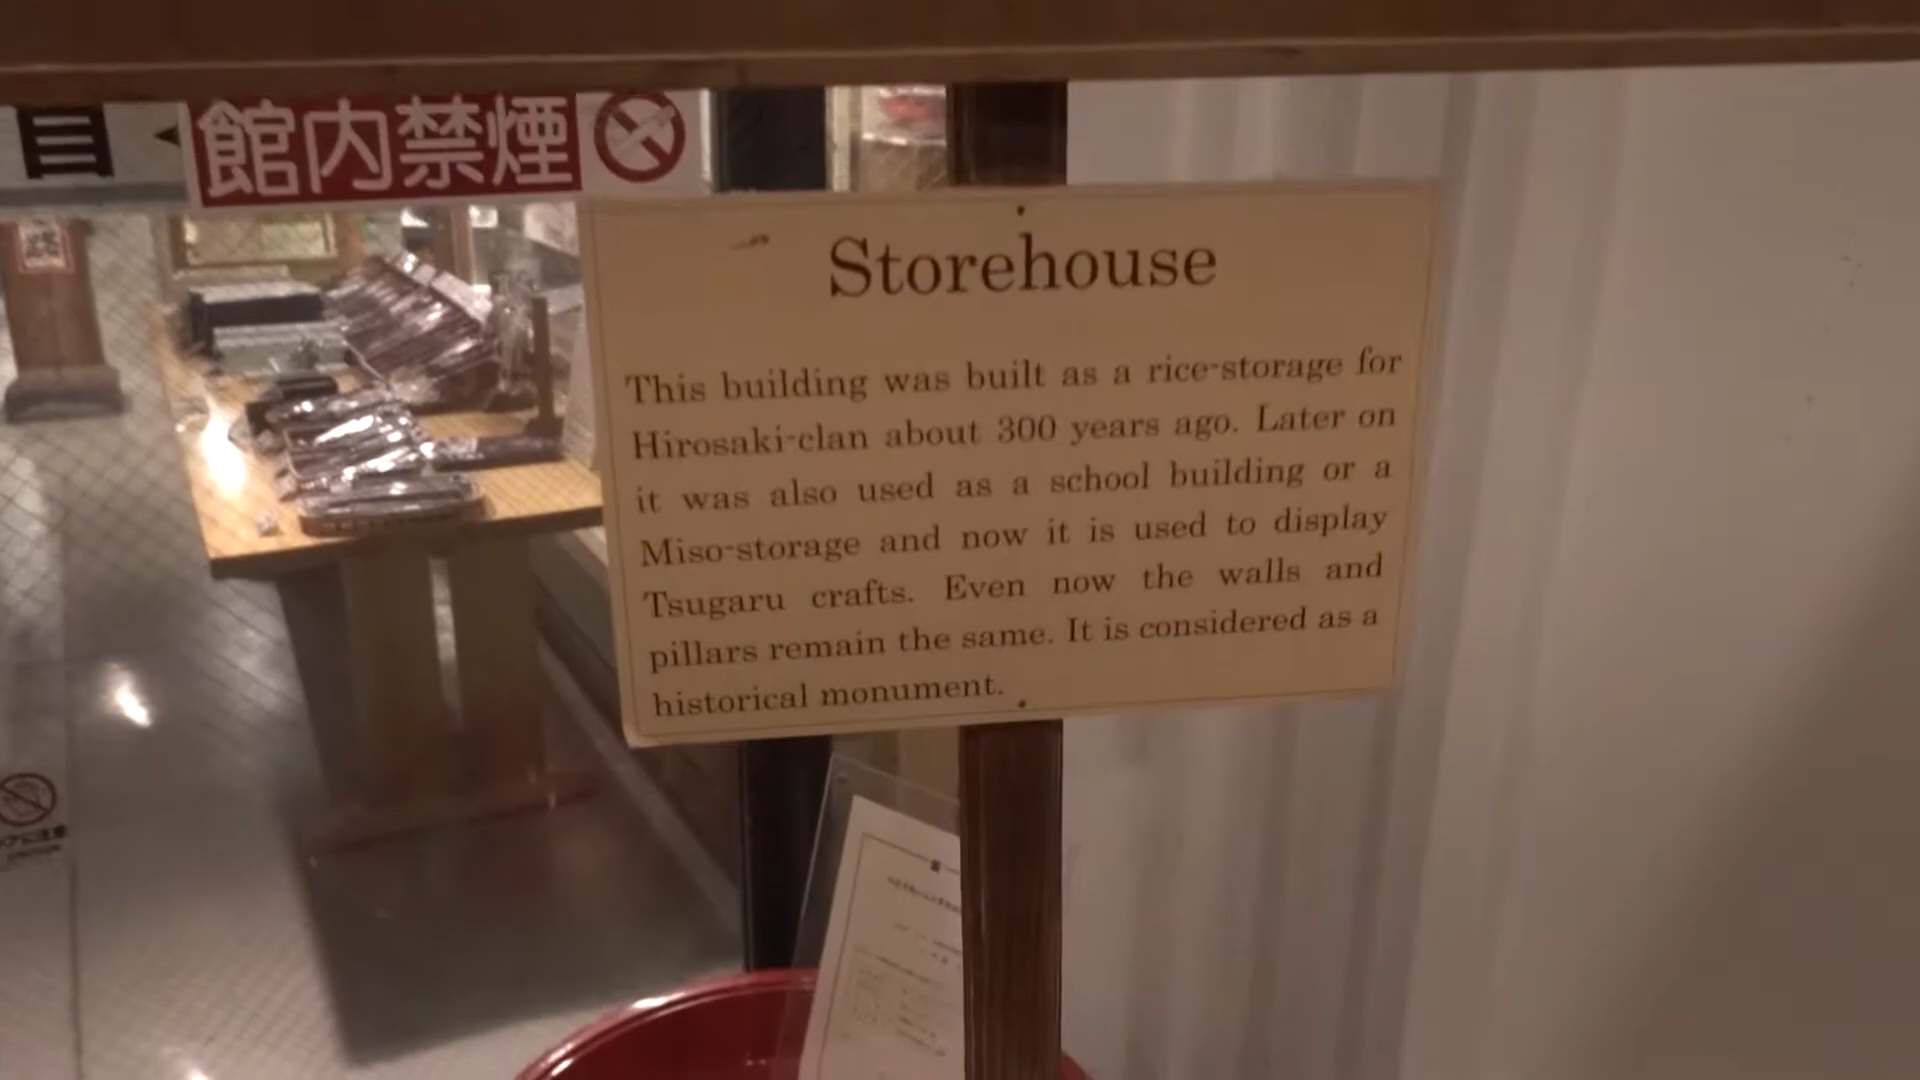 館内禁煙
Storehouse
This building was built as a rice-storage for
Hirosaki-clan about 300 years ago. Later on
it was also used as a school building or a
Miso-storage and now it is used to display
Tsugaru crafts. Even now the walls and
pillars remain the same. It is considered as a
historical monument.